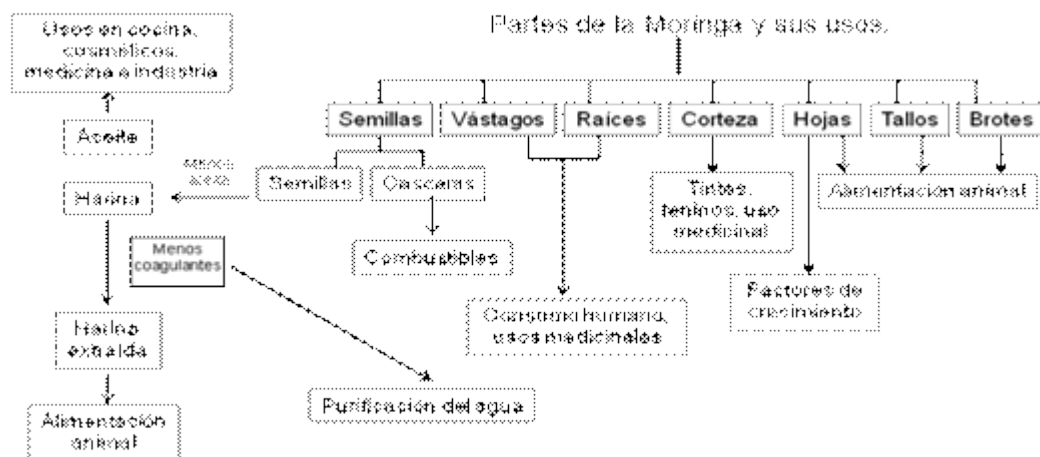 Partes de la Moringa y sus usos.
Usos en cocina,
cosméticos,
medicina e industria
Aceite
Semillas
Vástagos
Raíces
Corteza
Hojas
Tallos
Brotes
Semillas
Cascaras
Harina
Menos
coagulantes
Combustibles
Tintes,
teninos, uso
medicinal
Alimentación animal
Factores de
crecimiento
Consumo humano,
usos medicinales
Harina
extraída
Purificación del agua
Alimentación
animal